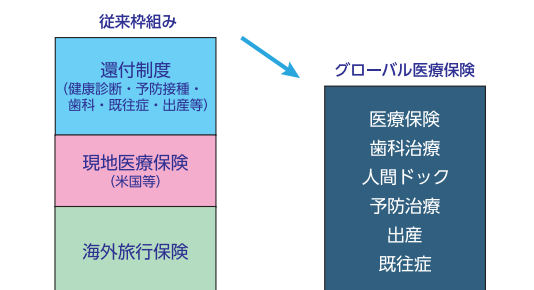 従来枠組み
還付制度
（健康診断・予防接種・
歯科・既往症・出産等）
現地医療保険
（米国等）
海外旅行保険
グローバル医療保険
医療保険
歯科治療
人間ドック
予防治療
出産
既往症